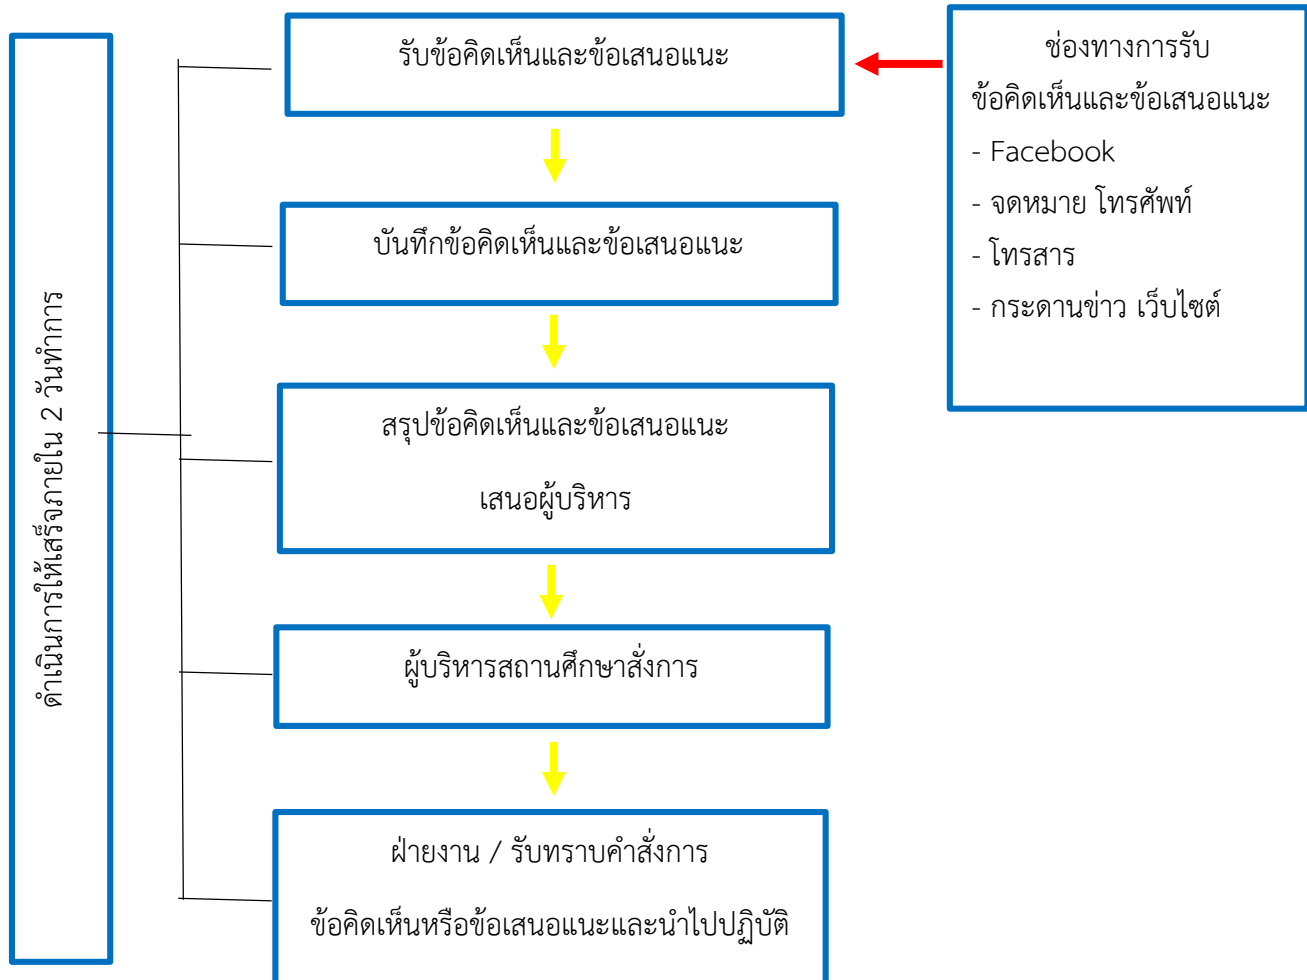 ดำเนินการให้เสร็จภายใน 2 วันทำการ
รับข้อคิดเห็นและข้อเสนอแนะ
บันทึกข้อคิดเห็นและข้อเสนอแนะ
สรุปข้อคิดเห็นและข้อเสนอแนะ
เสนอผู้บริหาร
ผู้บริหารสถานศึกษาสั่งการ
ฝ่ายงาน / รับทราบคำสั่งการ
ข้อคิดเห็นหรือข้อเสนอแนะและนำไปปฏิบัติ
ช่องทางการรับ
ข้อคิดเห็นและข้อเสนอแนะ
- Facebook
- จดหมาย โทรศัพท์
- โทรสาร
- กระดานข่าว เว็บไซต์